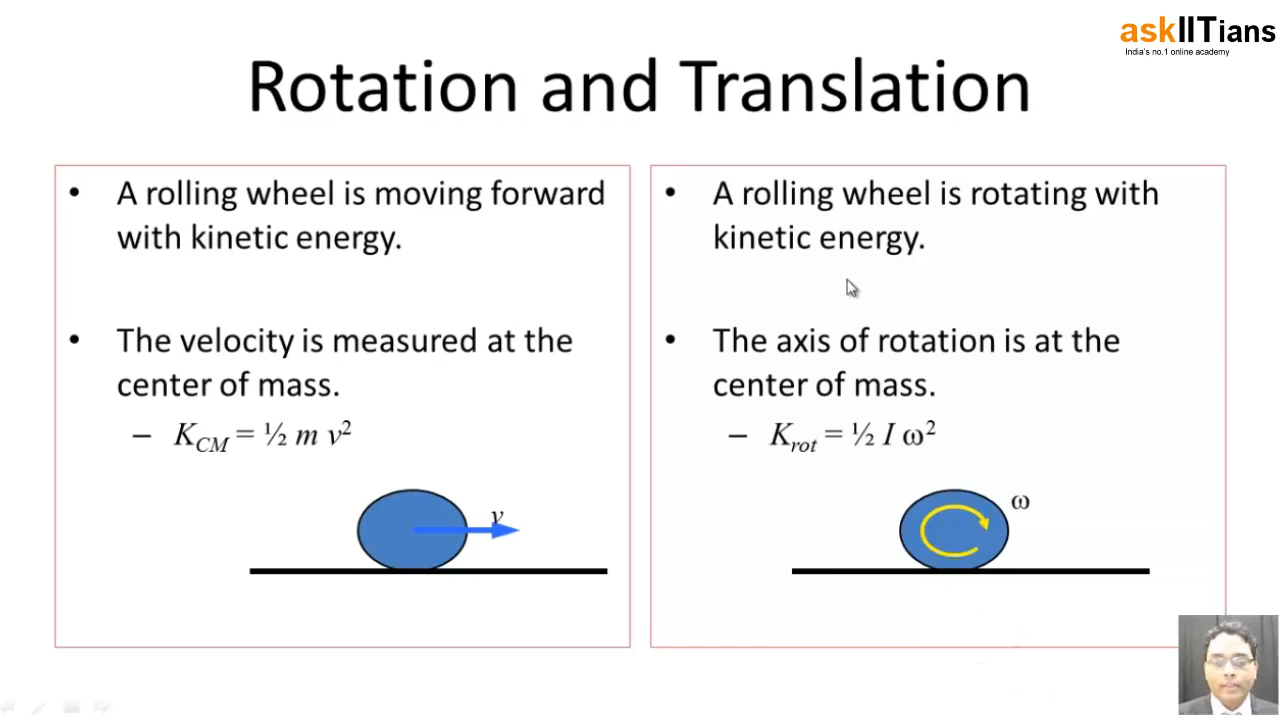 askIITians
India's no.1 online academy
Rotation and Translation
• A rolling wheel is moving forward
with kinetic energy.
• The velocity is measured at the
center of mass.
– K_CM = ½ m v²
v
• A rolling wheel is rotating with
kinetic energy.
• The axis of rotation is at the
center of mass.
– K_rot = ½ I ω²
ω